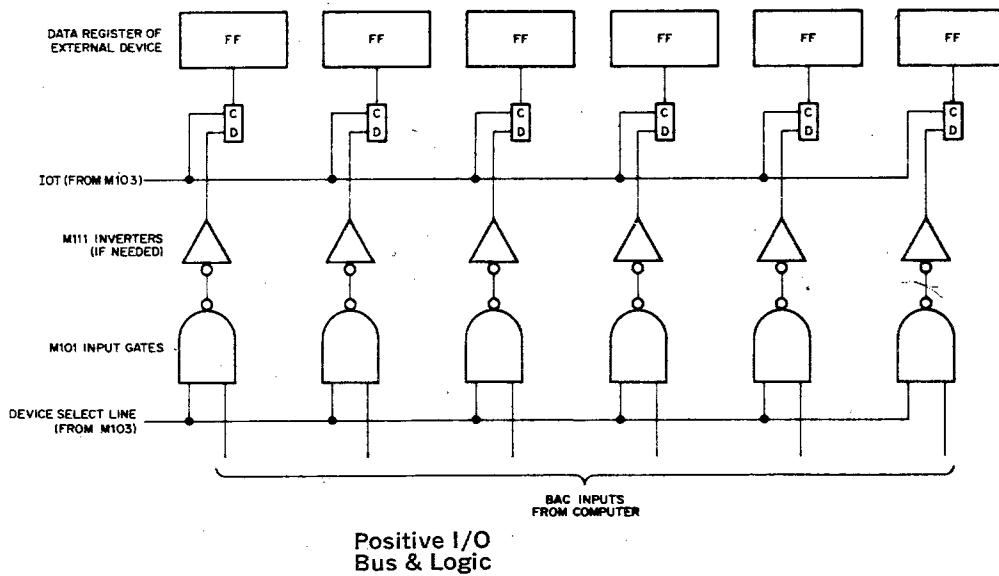 DATA REGISTER OF
EXTERNAL DEVICE
FF FF FF FF FF FF
C C C C C C
D D D D D D
IOT (FROM M103)
M111 INVERTERS
(IF NEEDED)
M101 INPUT GATES
DEVICE SELECT LINE
(FROM M103)
BAC INPUTS
FROM COMPUTER
Positive I/O
Bus & Logic